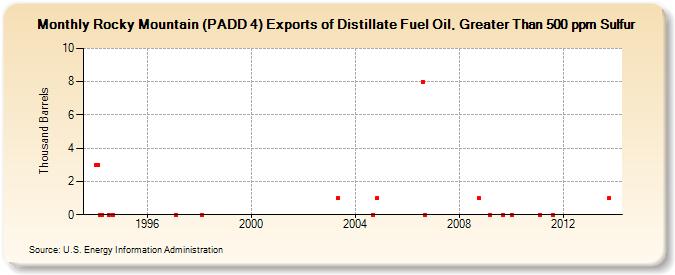 Monthly Rocky Mountain (PADD 4) Exports of Distillate Fuel Oil, Greater Than 500 ppm Sulfur
Thousand Barrels
10
8
6
4
2
0
1996 2000 2004 2008 2012
Source: U.S. Energy Information Administration